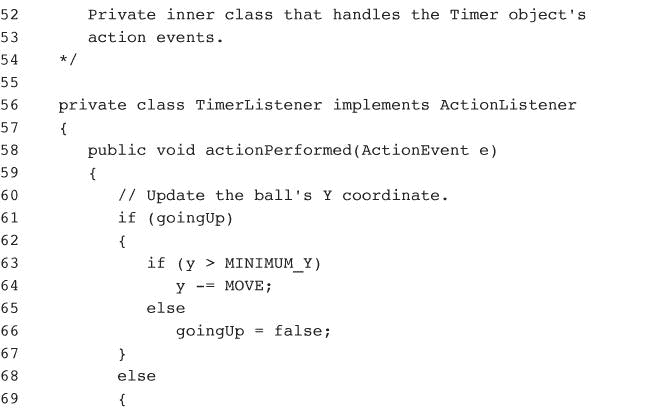 52       Private inner class that handles the Timer object's
53       action events.
54    */
55
56    private class TimerListener implements ActionListener
57    {
58       public void actionPerformed(ActionEvent e)
59       {
60          // Update the ball's Y coordinate.
61          if (goingUp)
62          {
63             if (y > MINIMUM_Y)
64                y -= MOVE;
65             else
66                goingUp = false;
67          }
68          else
69          {